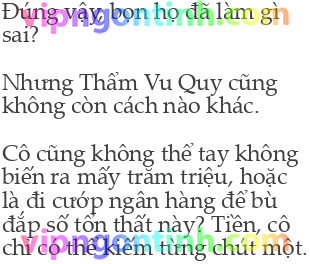 Đúng vậy, bọn họ đã làm gì
sai?
Nhưng Thẩm Vu Quy cũng
không còn cách nào khác.
Cô cũng không thể tay không
biến ra mấy trăm triệu, hoặc
là đi cướp ngân hàng để bù
đắp số tổn thất này? Tiền, cô
chỉ có thể kiếm từng chút một.
vipngontinh.com
vipngontinh.com